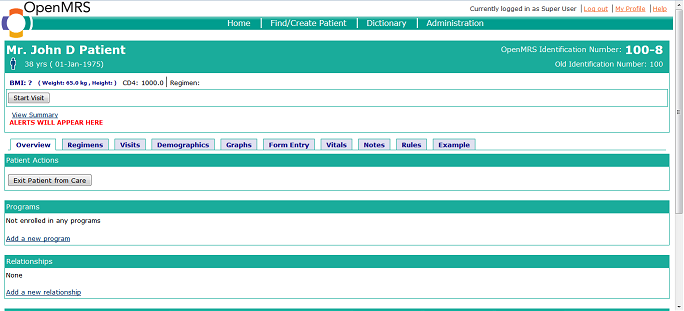 OpenMRS
Currently logged in as Super User | Log out | My Profile | Help
Home | Find/Create Patient | Dictionary | Administration
Mr. John D Patient
OpenMRS Identification Number: 100-8
38 yrs ( 01-Jan-1975)
Old Identification Number: 100
BMI: ? ( Weight: 65.0 kg , Height: ) CD4: 1000.0 Regimen:
Start Visit
View Summary
ALERTS WILL APPEAR HERE
Overview Regimens Visits Demographics Graphs Form Entry Vitals Notes Rules Example
Patient Actions
Exit Patient from Care
Programs
Not enrolled in any programs
Add a new program
Relationships
None
Add a new relationship